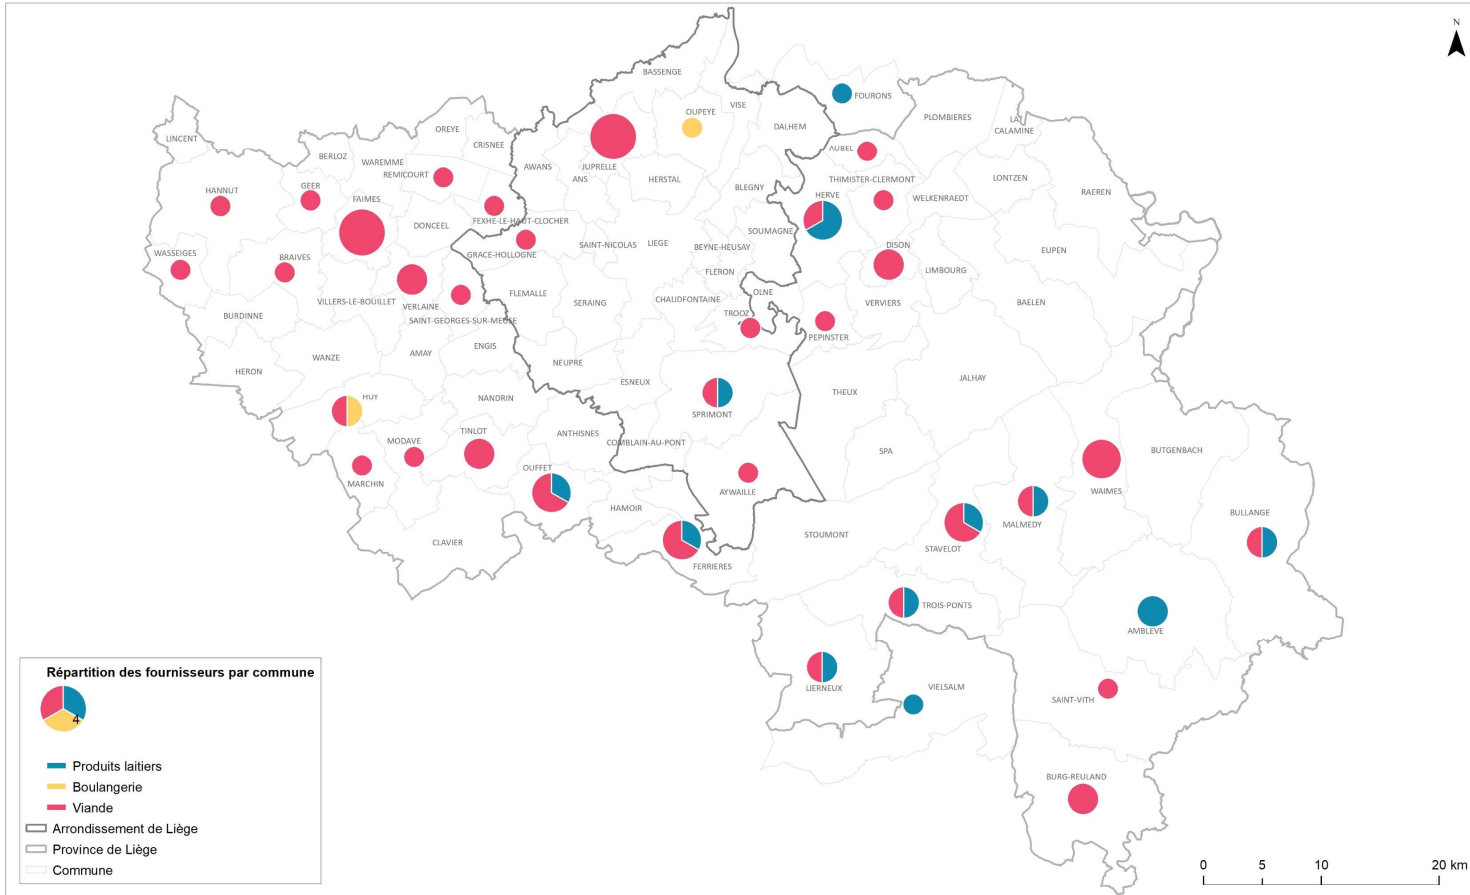 N
BASSENGE
FOURONS
VISE
OUPEYE
PLOMBIERES
LA
CALAMINE
DALHEM
OREYE
LINCENT
CRISNEE
AUBEL
BERLOZ
WAREMME
AWANS
JUPRELLE
REMICOURT
ANS
HERSTAL
THIMISTER-CLERMONT
LONTZEN
GEER
BLEGNY
HANNUT
HERVE
RAEREN
FAIMES
WELKENRAEDT
FEXHE-LE-HAUT-CLOCHER
DONCEEL
SOUMAGNE
SAINT-NICOLAS
LIEGE
BEYNE-HEUSAY
DISON
EUPEN
WASSEIGES
GRACE-HOLLOGNE
BRAIVES
FLERON
LIMBOURG
FLEMALLE
OLNE
CHAUDFONTAINE
SERAING
VILLERS-LE-BOUILLET
VERLAINE
VERVIERS
BAELEN
BURDINNE
TROOZ
SAINT-GEORGES-SUR-MEUSE
PEPINSTER
ENGIS
AMAY
WANZE
NEUPRE
HERON
JALHAY
ESNEUX
THEUX
HUY
NANDRIN
SPRIMONT
TINLOT
ANTHISNES
MODAVE
COMBLAIN-AU-PONT
BUTGENBACH
SPA
OUFFET
MARCHIN
AYWAILLE
WAIMES
HAMOIR
BULLANGE
MALMEDY
STOUMONT
CLAVIER
STAVELOT
FERRIERES
TROIS-PONTS
AMBLEVE
LIERNEUX
VIELSALM
SAINT-VITH
BURG-REULAND
Répartition des fournisseurs par commune
4
Produits laitiers
Boulangerie
Viande
Arrondissement de Liège
Province de Liège
Commune
0 5 10 20 km